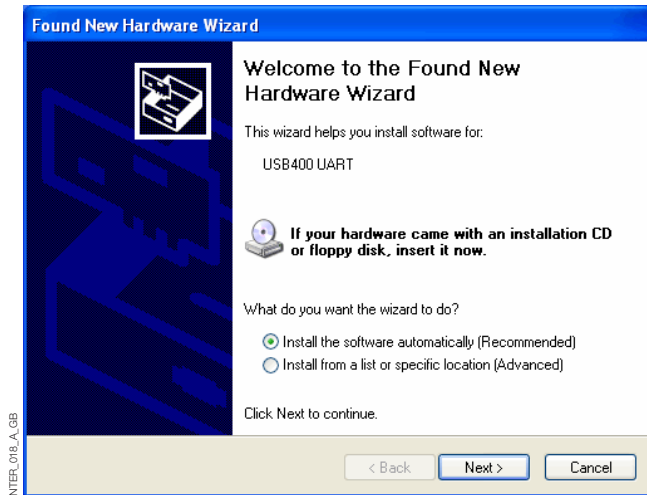 Found New Hardware Wizard
Welcome to the Found New
Hardware Wizard
This wizard helps you install software for:
USB400 UART
If your hardware came with an installation CD
or floppy disk, insert it now.
What do you want the wizard to do?
Install the software automatically (Recommended)
Install from a list or specific location (Advanced)
Click Next to continue.
< Back Next > Cancel
NTER_018_A_GB